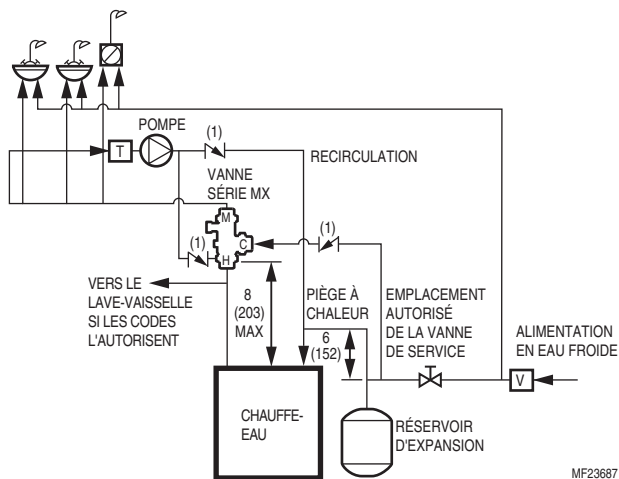 POMPE
(1)
T
RECIRCULATION
VANNE
SÉRIE MX
M
(1)
C
(1)
H
VERS LE
LAVE-VAISSELLE
SI LES CODES
L'AUTORISENT
8
(203)
MAX
PIÈGE À
CHALEUR
6
(152)
EMPLACEMENT
AUTORISÉ
DE LA VANNE
DE SERVICE
ALIMENTATION
EN EAU FROIDE
V
CHAUFFE-
EAU
RÉSERVOIR
D'EXPANSION
MF23687